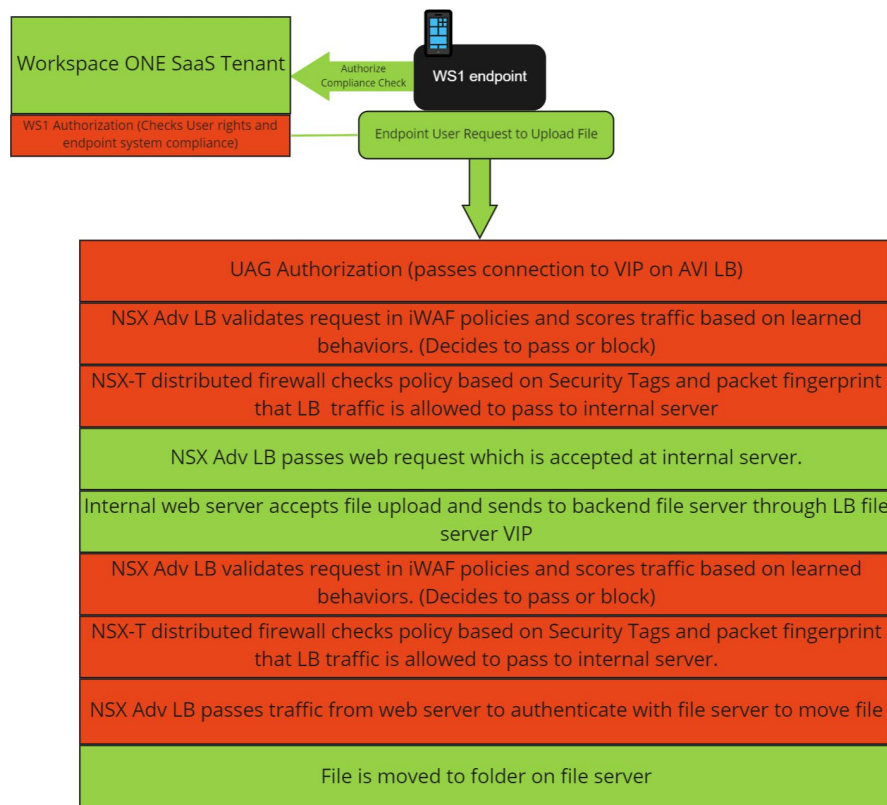 Workspace ONE SaaS Tenant
Authorize
Compliance Check
WS1 endpoint
WS1 Authorization (Checks User rights and
endpoint system compliance)
Endpoint User Request to Upload File
UAG Authorization (passes connection to VIP on AVI LB)
NSX Adv LB validates request in iWAF policies and scores traffic based on learned
behaviors. (Decides to pass or block)
NSX-T distributed firewall checks policy based on Security Tags and packet fingerprint
that LB traffic is allowed to pass to internal server
NSX Adv LB passes web request which is accepted at internal server.
Internal web server accepts file upload and sends to backend file server through LB file
server VIP
NSX Adv LB validates request in iWAF policies and scores traffic based on learned
behaviors. (Decides to pass or block)
NSX-T distributed firewall checks policy based on Security Tags and packet fingerprint
that LB traffic is allowed to pass to internal server.
NSX Adv LB passes traffic from web server to authenticate with file server to move file
File is moved to folder on file server